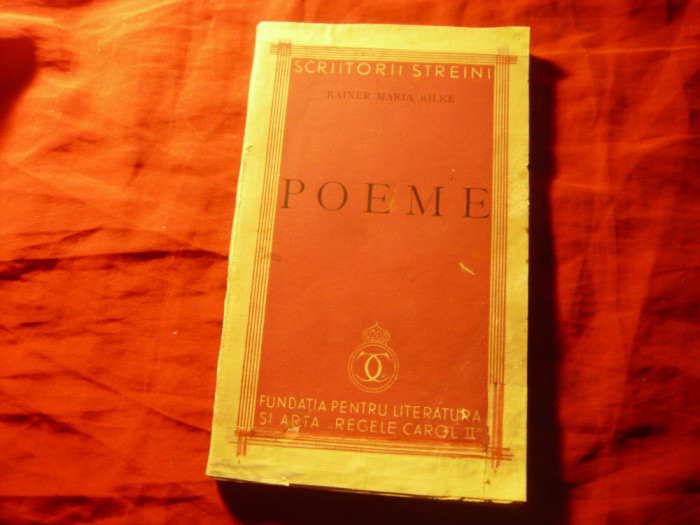 SCRIITORII STREINI
RAINER MARIA RILKE
POEME
FUNDATIA PENTRU LITERATURA
SI ARTA „REGELE CAROL II"